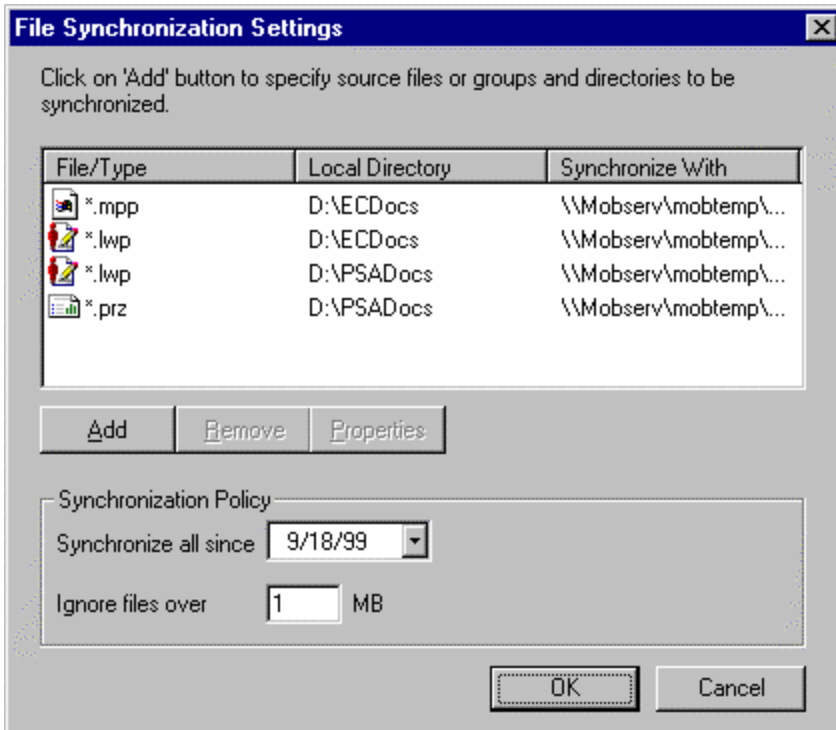 File Synchronization Settings
Click on 'Add' button to specify source files or groups and directories to be
synchronized.
File/Type Local Directory Synchronize With
*.mpp D:\ECDocs \\Mobserv\mobtemp\...
*.lwp D:\ECDocs \\Mobserv\mobtemp\...
*.lwp D:\PSADocs \\Mobserv\mobtemp\...
*.prz D:\PSADocs \\Mobserv\mobtemp\...
Add Remove Properties
Synchronization Policy
Synchronize all since 9/18/99
Ignore files over 1 MB
OK Cancel